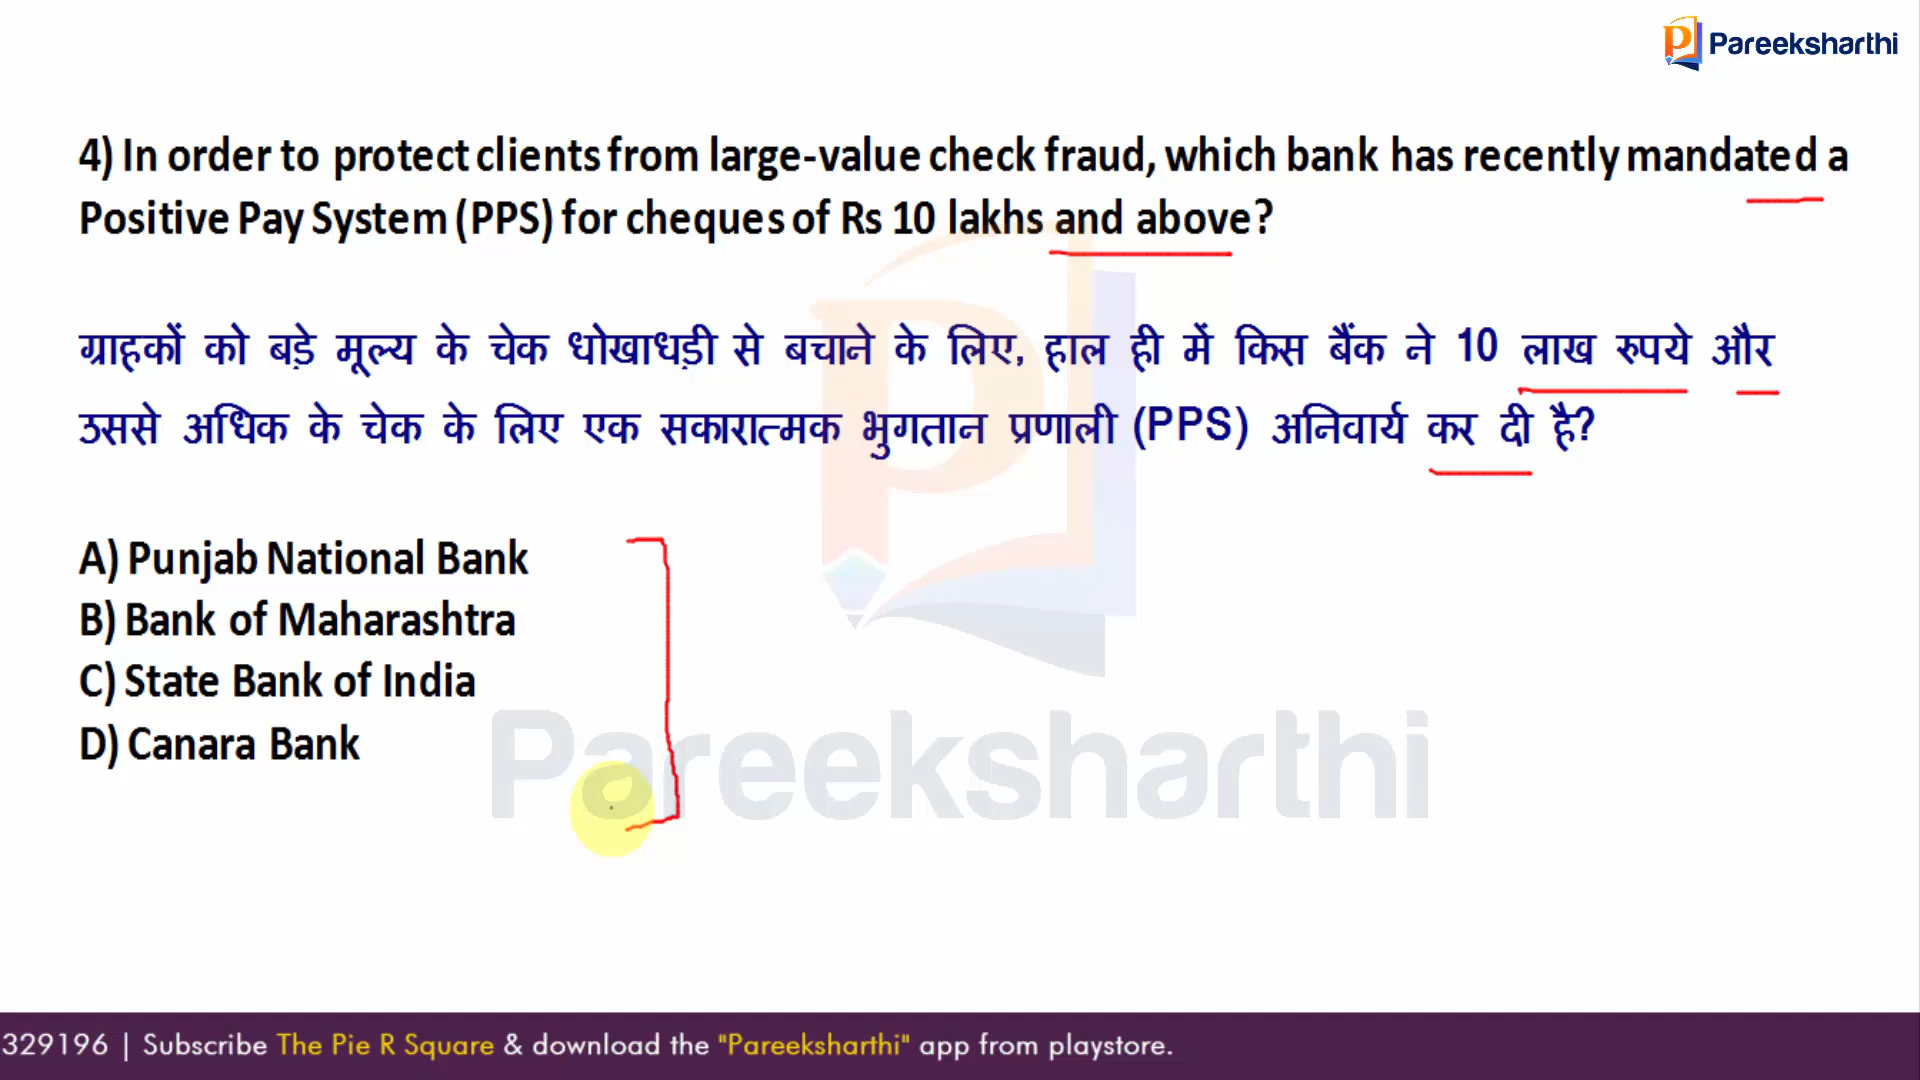 Pareeksharthi
4) In order to protect clients from large-value check fraud, which bank has recently mandated a
Positive Pay System (PPS) for cheques of Rs 10 lakhs and above?
ग्राहकों को बड़े मूल्य के चेक धोखाधड़ी से बचाने के लिए, हाल ही में किस बैंक ने 10 लाख रुपये और
उससे अधिक के चेक के लिए एक सकारात्मक भुगतान प्रणाली (PPS) अनिवार्य कर दी है?
A) Punjab National Bank
B) Bank of Maharashtra
C) State Bank of India
D) Canara Bank
Pareeksharthi
329196 | Subscribe The Pie R Square & download the "Pareeksharthi" app from playstore.